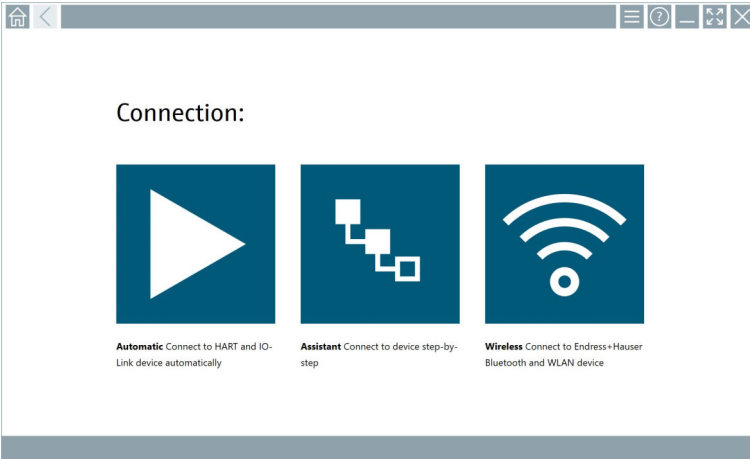 Connection:
Automatic Connect to HART and IO-
Link device automatically
Assistant Connect to device step-by-
step
Wireless Connect to Endress+Hauser
Bluetooth and WLAN device